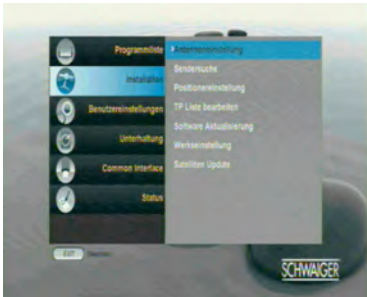 Programmliste
Installation
Benutzereinstellungen
Unterhaltung
Common Interface
Status
Antenneneinstellung
Sendersuche
Positionereinstellung
TP Liste bearbeiten
Software Aktualisierung
Werkseinstellung
Satelliten Update
EXIT
SCHWAIGER